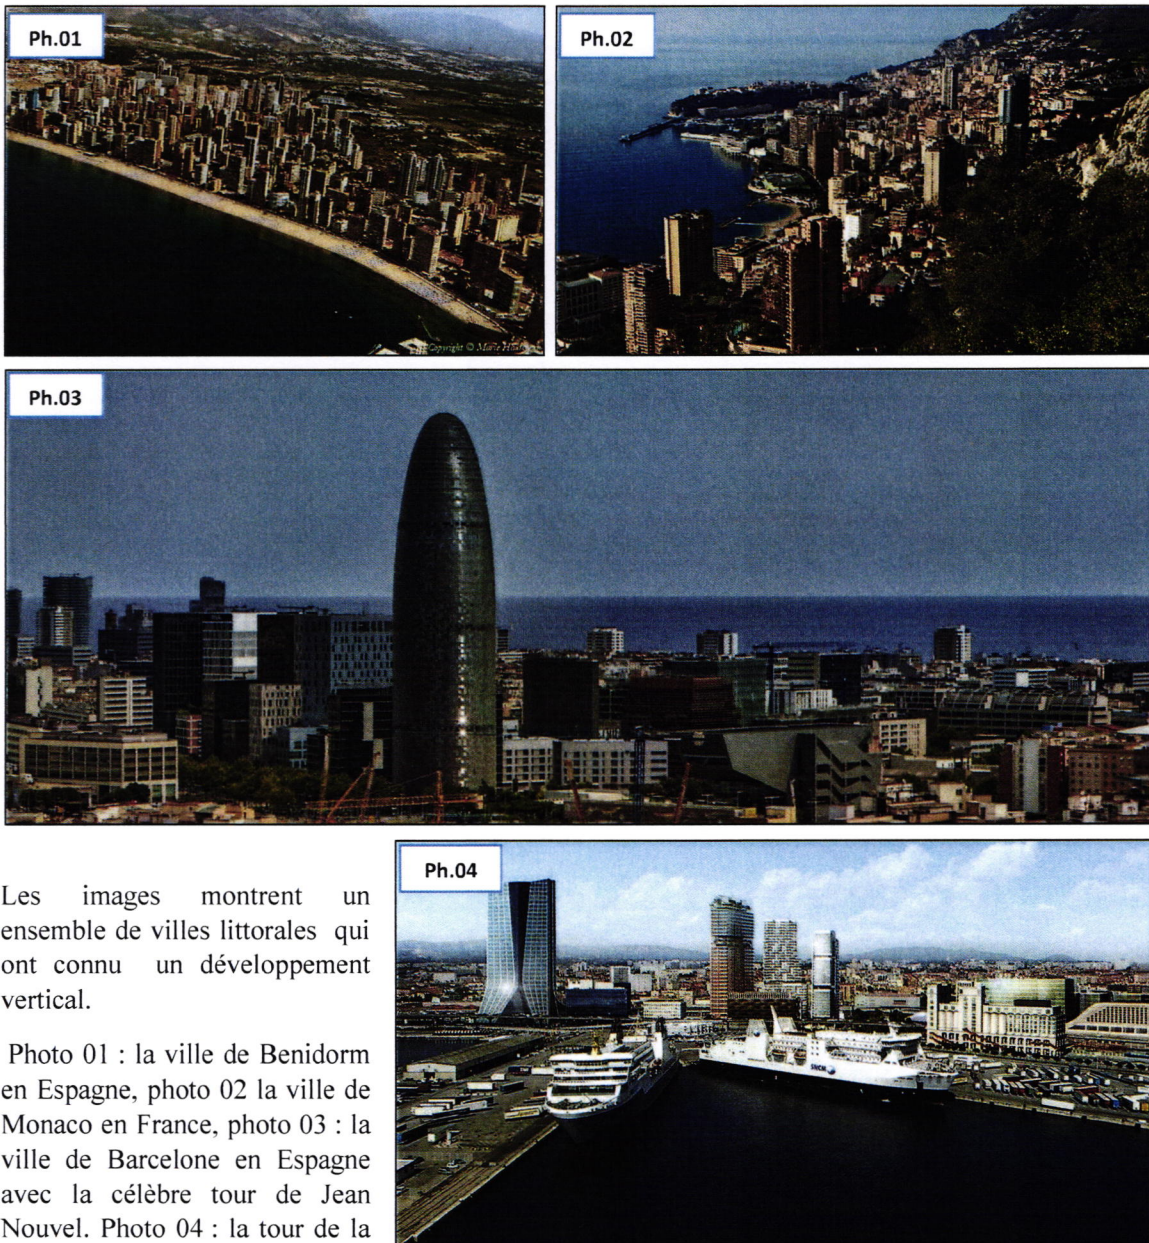 Ph.01
Ph.02
Copyright © Marie
Ph.03
Ph.04
SNCM
Les images montrent un
ensemble de villes littorales qui
ont connu un développement
vertical.
Photo 01 : la ville de Benidorm
en Espagne, photo 02 la ville de
Monaco en France, photo 03 : la
ville de Barcelone en Espagne
avec la célèbre tour de Jean
Nouvel. Photo 04 : la tour de la